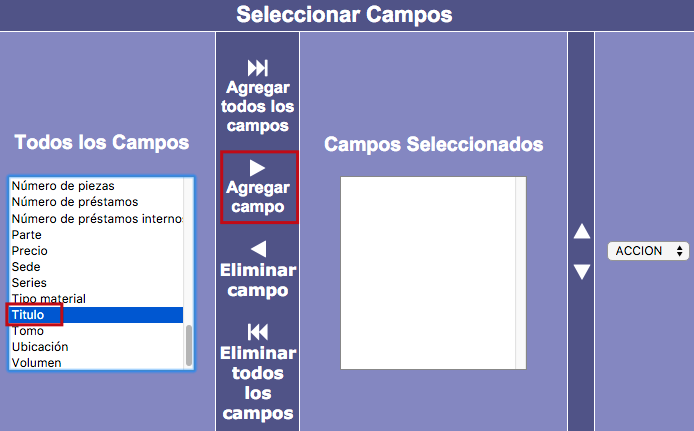 Seleccionar Campos
Todos los Campos
Número de piezas
Número de préstamos
Número de préstamos internos
Parte
Precio
Sede
Series
Tipo material
Titulo
Tomo
Ubicación
Volumen
Agregar
todos los
campos
Agregar
campo
Eliminar
campo
Eliminar
todos
los
campos
Campos Seleccionados
ACCION